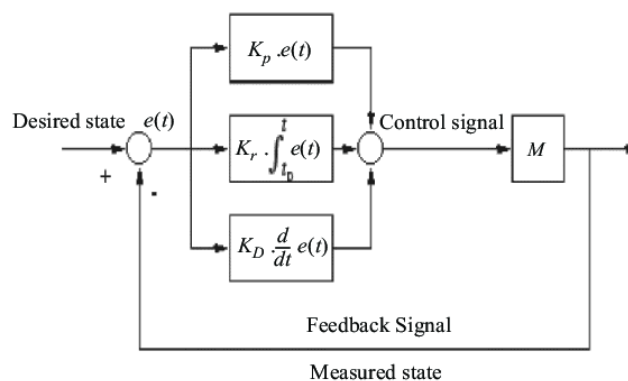 K_p .e(t)
Desired state e(t)
+
-
K_r . ∫_{t_0}^{t} e(t)
Control signal
M
K_D . d/dt e(t)
Feedback Signal
Measured state